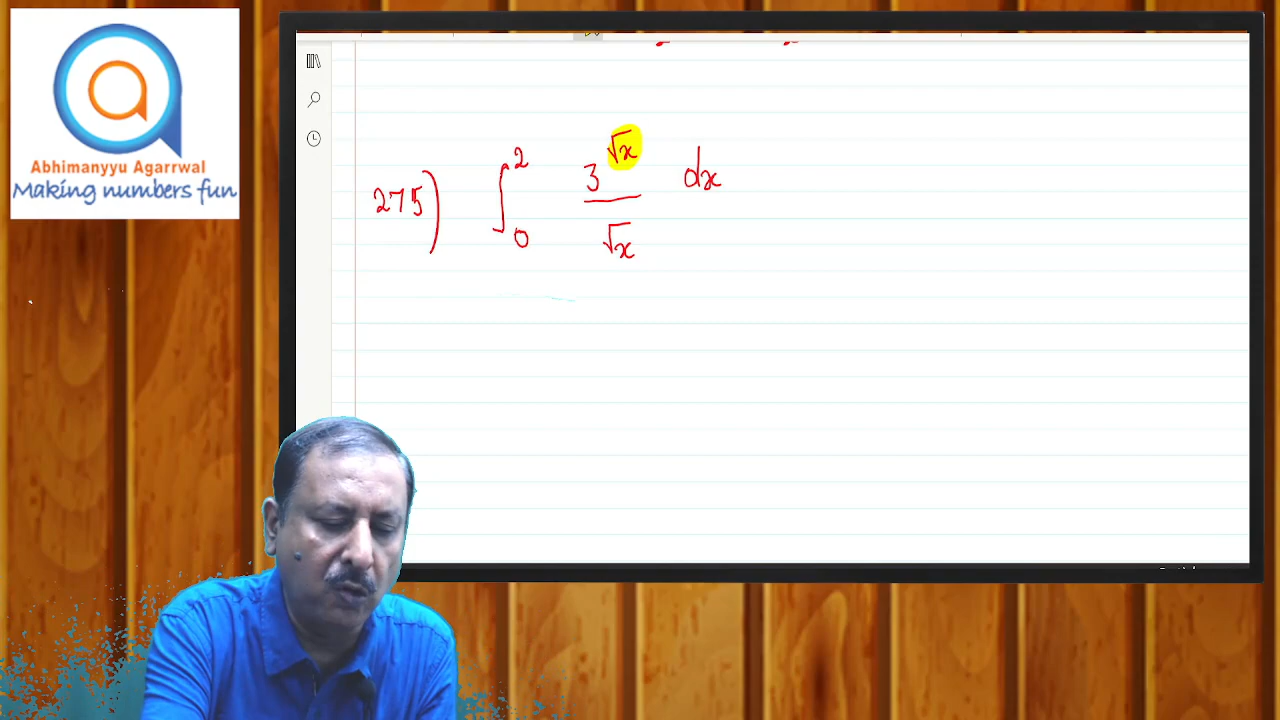 Abhimanyyu Agarrwal
Making numbers fun
275) ∫₀² 3^√x / √x dx